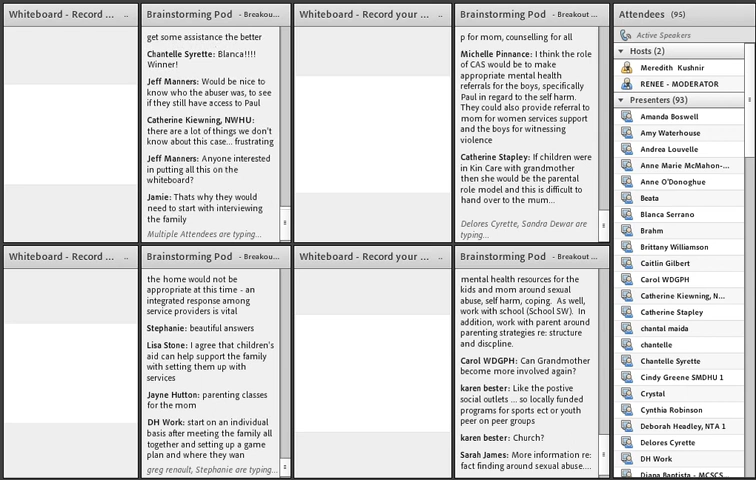 Whiteboard - Record ...
Brainstorming Pod - Breakou...
get some assistance the better
Chantelle Syrette: Blanca!!!!
Winner!
Jeff Manners: Would be nice to
know who the abuser was, to see
if they still have access to Paul
Catherine Kiewning, NWHU:
there are a lot of things we don't
know about this case... frustrating
Jeff Manners: Anyone interested
in putting all this on the
whiteboard?
Jamie: Thats why they would
need to start with interviewing
the family
Multiple Attendees are typing...
Whiteboard - Record your ...
Brainstorming Pod - Breakout ...
p for mom, counselling for all
Michelle Pinnance: I think the role
of CAS would be to make
appropriate mental health
referrals for the boys, specifically
Paul in regard to the self harm.
They could also provide referral to
mom for women services support
and the boys for witnessing
violence
Catherine Stapley: If children were
in Kin Care with grandmother
then she would be the parental
role model and this is difficult to
hand over to the mum...
Delores Cyrette, Sandra Dewar are
typing...
Whiteboard - Record ...
Brainstorming Pod - Breakou...
the home would not be
appropriate at this time - an
integrated response among
service providers is vital
Stephanie: beautiful answers
Lisa Stone: I agree that children's
aid can help support the family
with setting them up with
services
Jayne Hutton: parenting classes
for the mom
DH Work: start on an individual
basis after meeting the family all
together and setting up a game
plan and where they wan
greg renault, Stephanie are typing...
Whiteboard - Record your ...
Brainstorming Pod - Breakout ...
mental health resources for the
kids and mom around sexual
abuse, self harm, coping. As well,
work with school (School SW). In
addition, work with parent around
parenting strategies re: structure
and discpline.
Carol WDGPH: Can Grandmother
become more involved again?
karen bester: Like the postive
social outlets ... so locally funded
programs for sports ect or youth
peer on peer groups
karen bester: Church?
Sarah James: More information re:
fact finding around sexual abuse....
Attendees (95)
Active Speakers
Hosts (2)
Meredith Kushnir
RENEE - MODERATOR
Presenters (93)
Amanda Boswell
Amy Waterhouse
Andrea Louvelle
Anne Marie McMahon-...
Anne O'Donoghue
Beata
Blanca Serrano
Brahm
Brittany Williamson
Caitlin Gilbert
Carol WDGPH
Catherine Kiewning, N...
Catherine Stapley
chantal maida
chantelle
Chantelle Syrette
Cindy Greene SMDHU 1
Crystal
Cynthia Robinson
Deborah Headley, NTA 1
Delores Cyrette
DH Work
Diana Baptista - MCSCS...